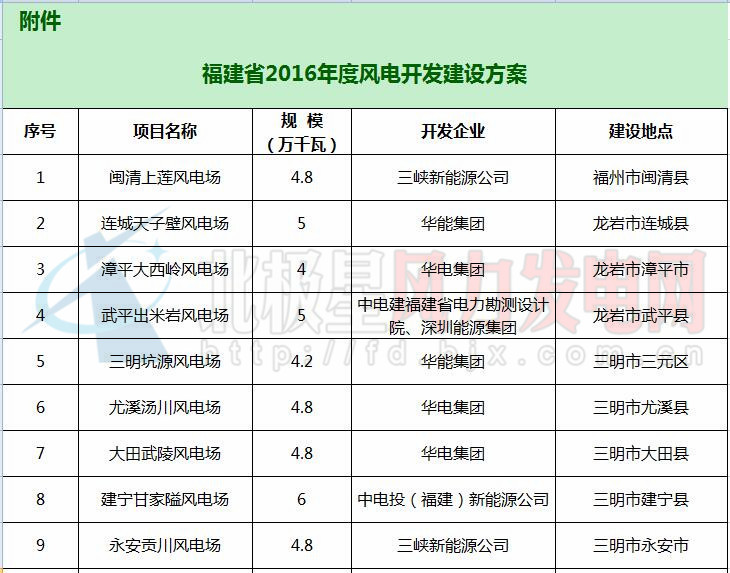 附件
福建省2016年度风电开发建设方案
序号 项目名称 规 模 （万千瓦） 开发企业 建设地点
1 闽清上莲风电场 4.8 三峡新能源公司 福州市闽清县
2 连城天子壁风电场 5 华能集团 龙岩市连城县
3 漳平大西岭风电场 4 华电集团 龙岩市漳平市
4 武平出米岩风电场 5 中电建福建省电力勘测设计院、深圳能源集团 龙岩市武平县
5 三明坑源风电场 4.2 华能集团 三明市三元区
6 尤溪汤川风电场 4.8 华电集团 三明市尤溪县
7 大田武陵风电场 4.8 华电集团 三明市大田县
8 建宁甘家隘风电场 6 中电投（福建）新能源公司 三明市建宁县
9 永安贡川风电场 4.8 三峡新能源公司 三明市永安市
北极星风力发电网
http://fd.bjx.com.cn